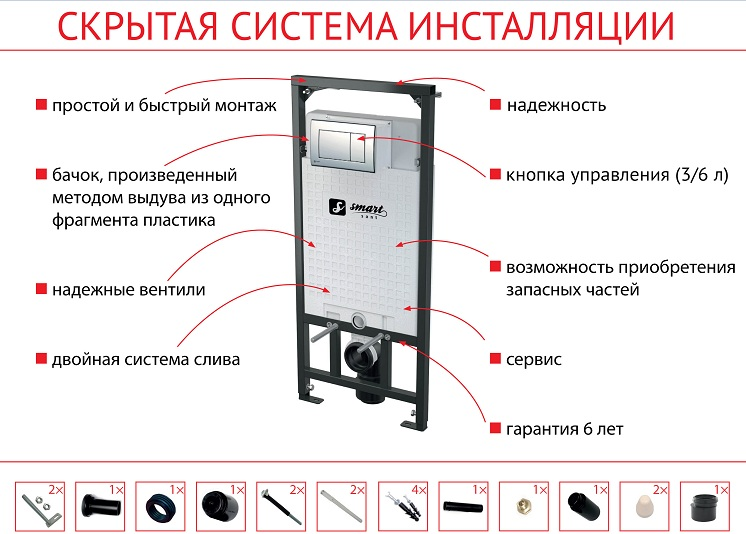 СКРЫТАЯ СИСТЕМА ИНСТАЛЛЯЦИИ
простой и быстрый монтаж
бачок, произведенный
методом выдува из одного
фрагмента пластика
надежные вентили
двойная система слива
smart
SANI
надежность
кнопка управления (3/6 л)
возможность приобретения
запасных частей
сервис
гарантия 6 лет
2× 1× 1× 1× 2× 2× 4× 1× 1× 1× 2× 1×